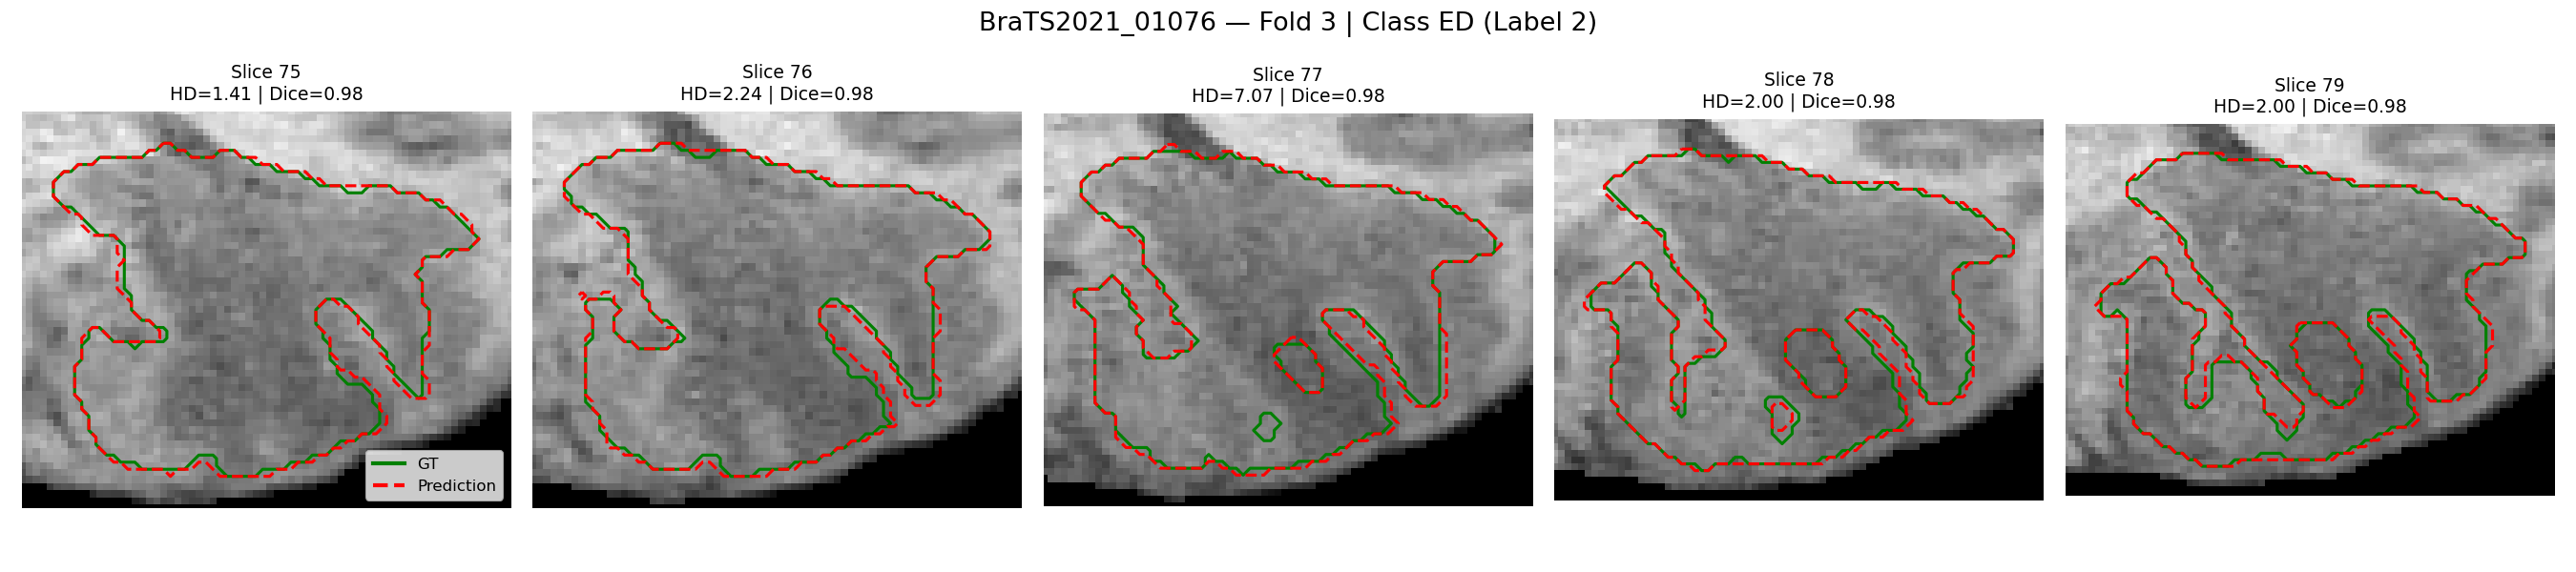 BraTS2021_01076 — Fold 3 | Class ED (Label 2)
Slice 75
HD=1.41 | Dice=0.98
Slice 76
HD=2.24 | Dice=0.98
Slice 77
HD=7.07 | Dice=0.98
Slice 78
HD=2.00 | Dice=0.98
Slice 79
HD=2.00 | Dice=0.98
GT
Prediction